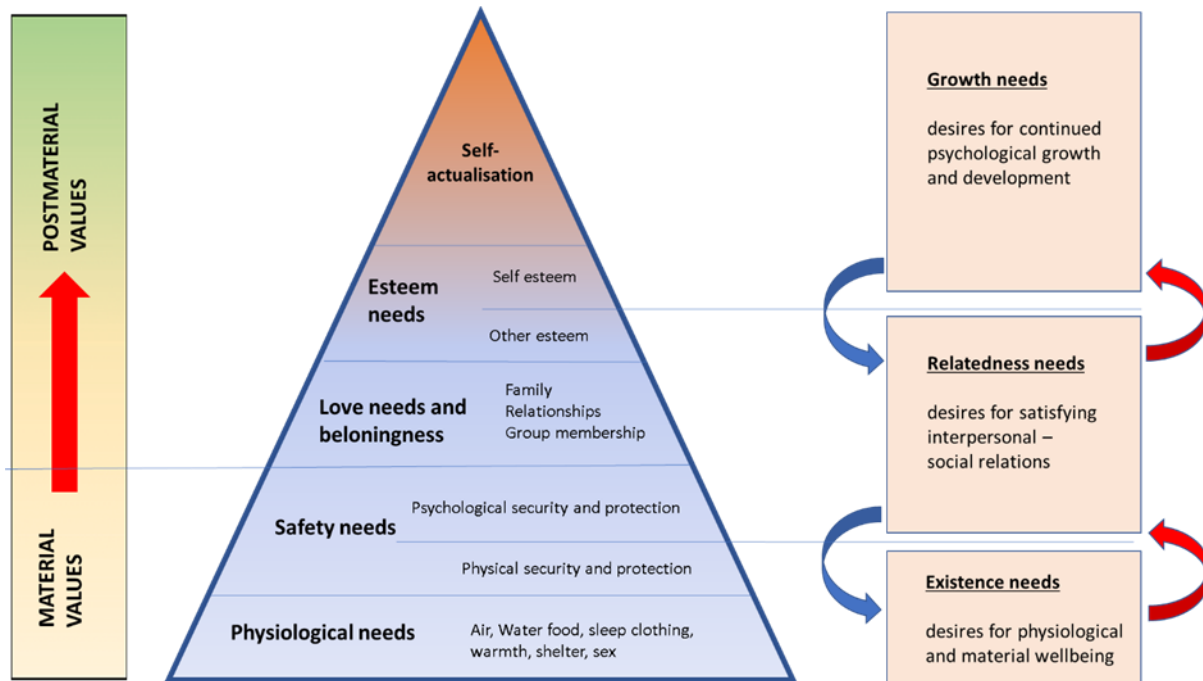 POSTMATERIAL
VALUES
MATERIAL
VALUES
Self-
actualisation
Esteem
needs
Self esteem
Other esteem
Love needs and
beloningness
Family
Relationships
Group membership
Safety needs
Psychological security and protection
Physical security and protection
Physiological needs
Air, Water food, sleep clothing,
warmth, shelter, sex
Growth needs
desires for continued
psychological growth
and development
Relatedness needs
desires for satisfying
interpersonal –
social relations
Existence needs
desires for physiological
and material wellbeing